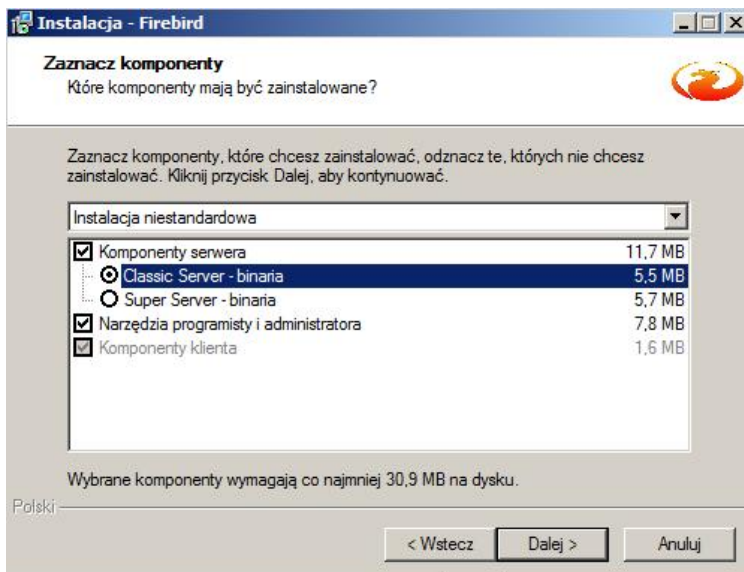 Instalacja - Firebird
Zaznacz komponenty
Które komponenty mają być zainstalowane?
Zaznacz komponenty, które chcesz zainstalować, odznacz te, których nie chcesz
zainstalować. Kliknij przycisk Dalej, aby kontynuować.
Instalacja niestandardowa
Komponenty serwera 11,7 MB
Classic Server - binaria 5,5 MB
Super Server - binaria 5,7 MB
Narzędzia programisty i administratora 7,8 MB
Komponenty klienta 1,6 MB
Wybrane komponenty wymagają co najmniej 30,9 MB na dysku.
Polski
< Wstecz Dalej > Anuluj